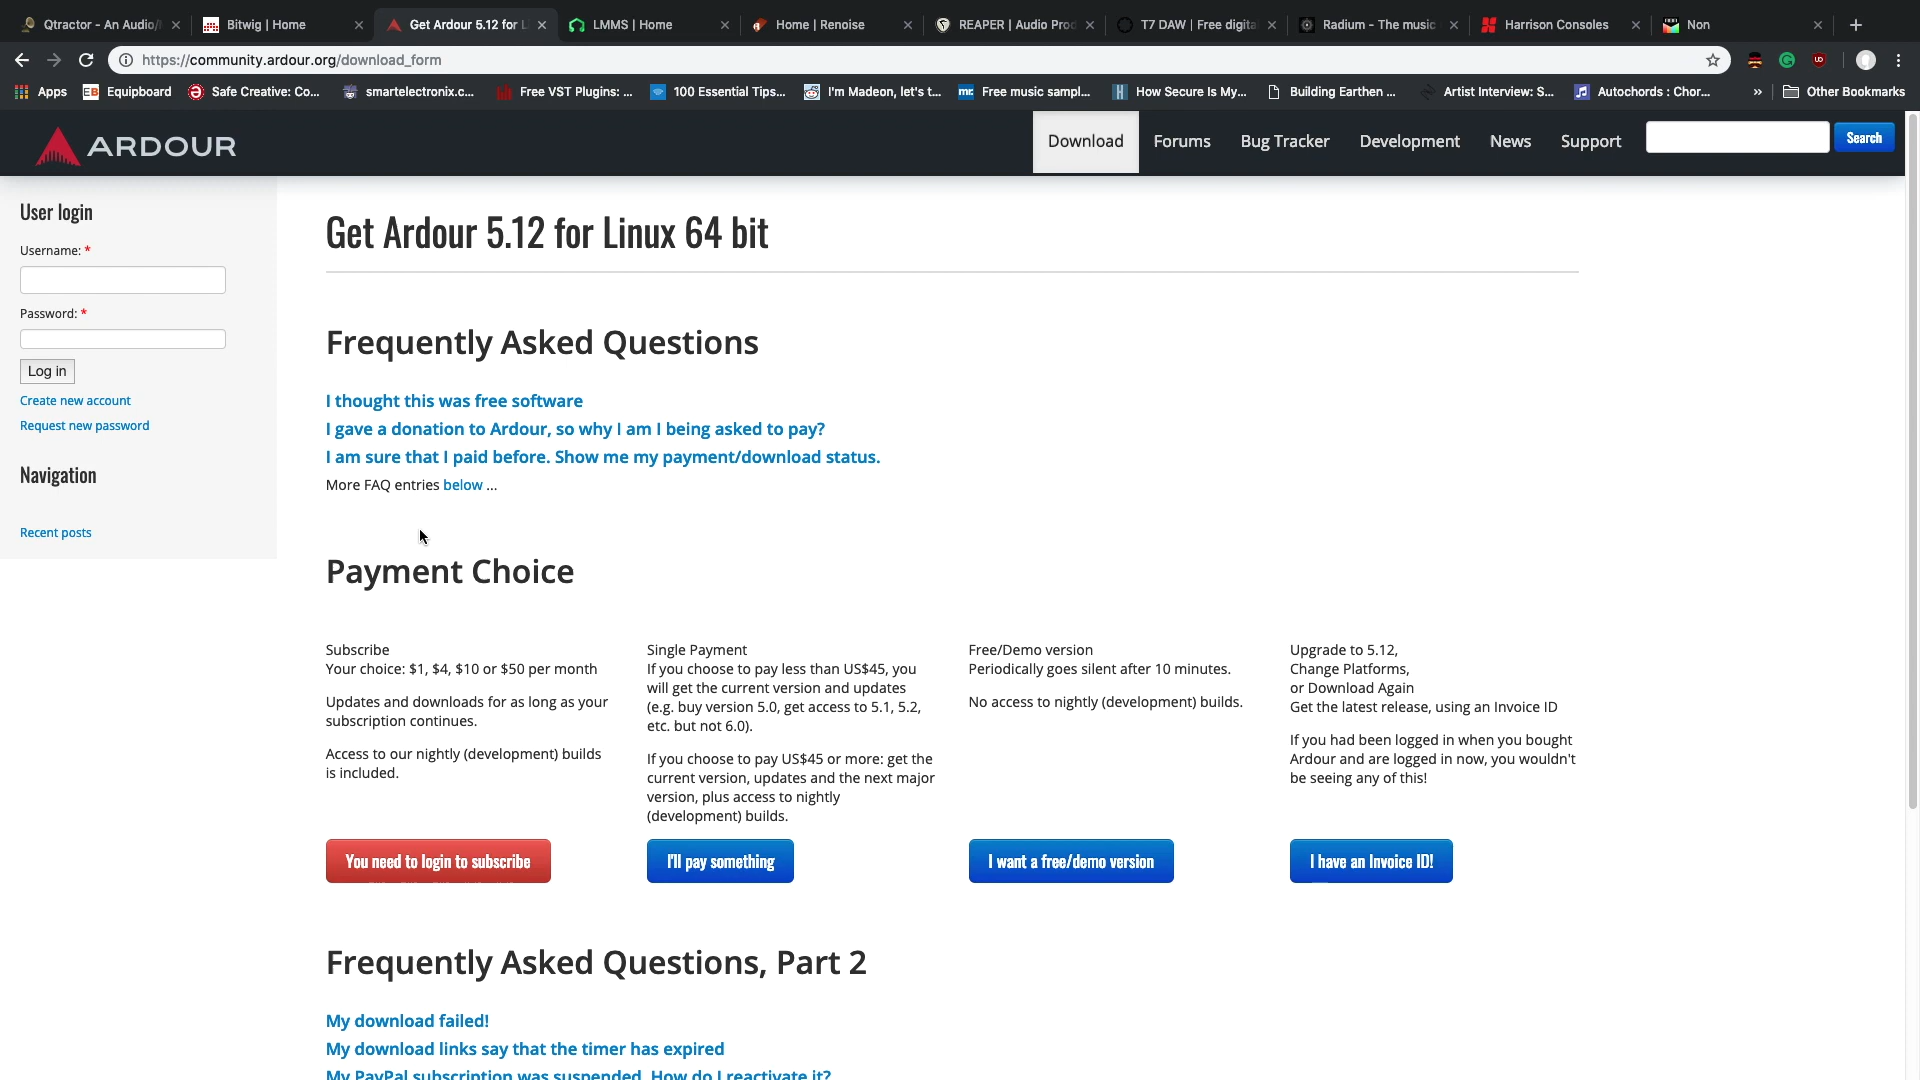 Qtractor - An Audio/
Bitwig | Home
Get Ardour 5.12 for L
LMMS | Home
Home | Renoise
REAPER | Audio Prod
T7 DAW | Free digita
Radium - The music
Harrison Consoles
Non
https://community.ardour.org/download_form
Apps
EB Equipboard
Safe Creative: Co...
smartelectronix.c...
Free VST Plugins: ...
100 Essential Tips...
I'm Madeon, let's t...
mr. Free music sampl...
How Secure Is My...
Building Earthen ...
Artist Interview: S...
Autochords : Chor...
»
Other Bookmarks
ARDOUR
Download
Forums
Bug Tracker
Development
News
Support
Search
User login
Username: *
Password: *
Log in
Create new account
Request new password
Navigation
Recent posts
Get Ardour 5.12 for Linux 64 bit
Frequently Asked Questions
I thought this was free software
I gave a donation to Ardour, so why I am I being asked to pay?
I am sure that I paid before. Show me my payment/download status.
More FAQ entries below ...
Payment Choice
Subscribe
Your choice: $1, $4, $10 or $50 per month
Updates and downloads for as long as your
subscription continues.
Access to our nightly (development) builds
is included.
You need to login to subscribe
Single Payment
If you choose to pay less than US$45, you
will get the current version and updates
(e.g. buy version 5.0, get access to 5.1, 5.2,
etc. but not 6.0).
If you choose to pay US$45 or more: get the
current version, updates and the next major
version, plus access to nightly
(development) builds.
I'll pay something
Free/Demo version
Periodically goes silent after 10 minutes.
No access to nightly (development) builds.
I want a free/demo version
Upgrade to 5.12,
Change Platforms,
or Download Again
Get the latest release, using an Invoice ID
If you had been logged in when you bought
Ardour and are logged in now, you wouldn't
be seeing any of this!
I have an Invoice ID!
Frequently Asked Questions, Part 2
My download failed!
My download links say that the timer has expired
My PayPal subscription was suspended. How do I reactivate it?